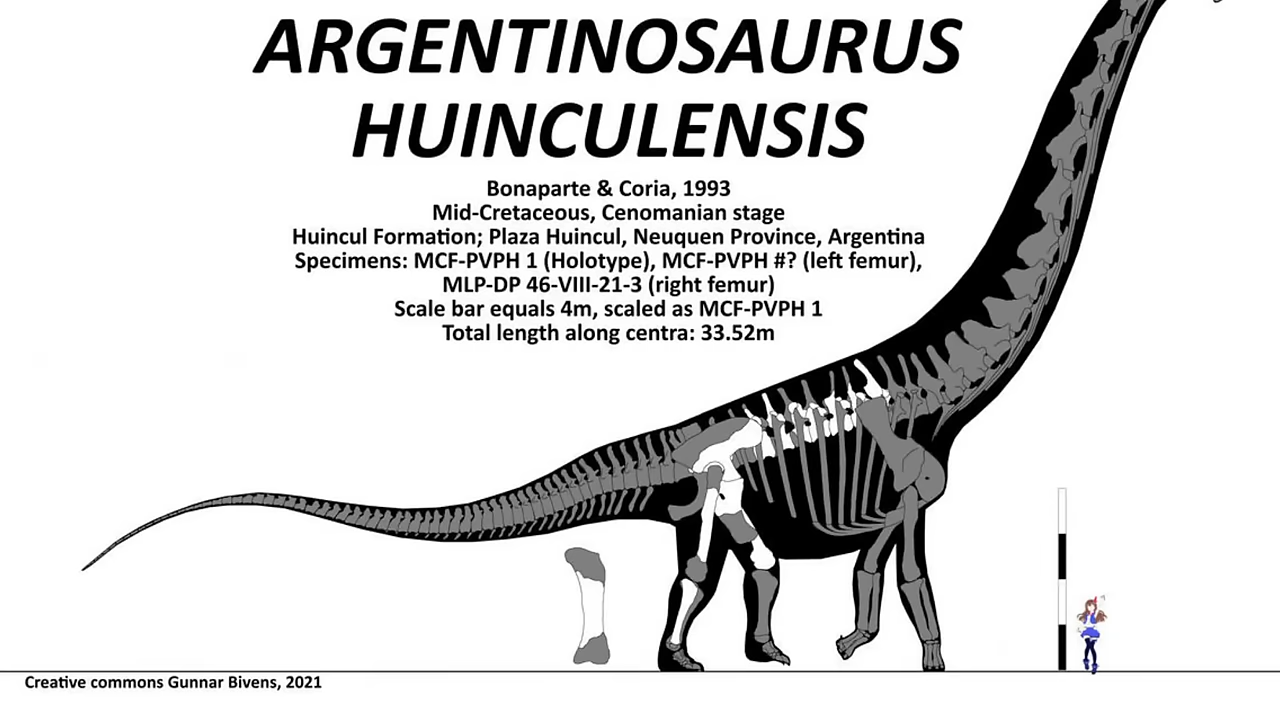 ARGENTINOSAURUS
HUINCULENSIS
Bonaparte & Coria, 1993
Mid-Cretaceous, Cenomanian stage
Huincul Formation; Plaza Huincul, Neuquen Province, Argentina
Specimens: MCF-PVPH 1 (Holotype), MCF-PVPH #? (left femur),
MLP-DP 46-VIII-21-3 (right femur)
Scale bar equals 4m, scaled as MCF-PVPH 1
Total length along centra: 33.52m
Creative commons Gunnar Bivens, 2021